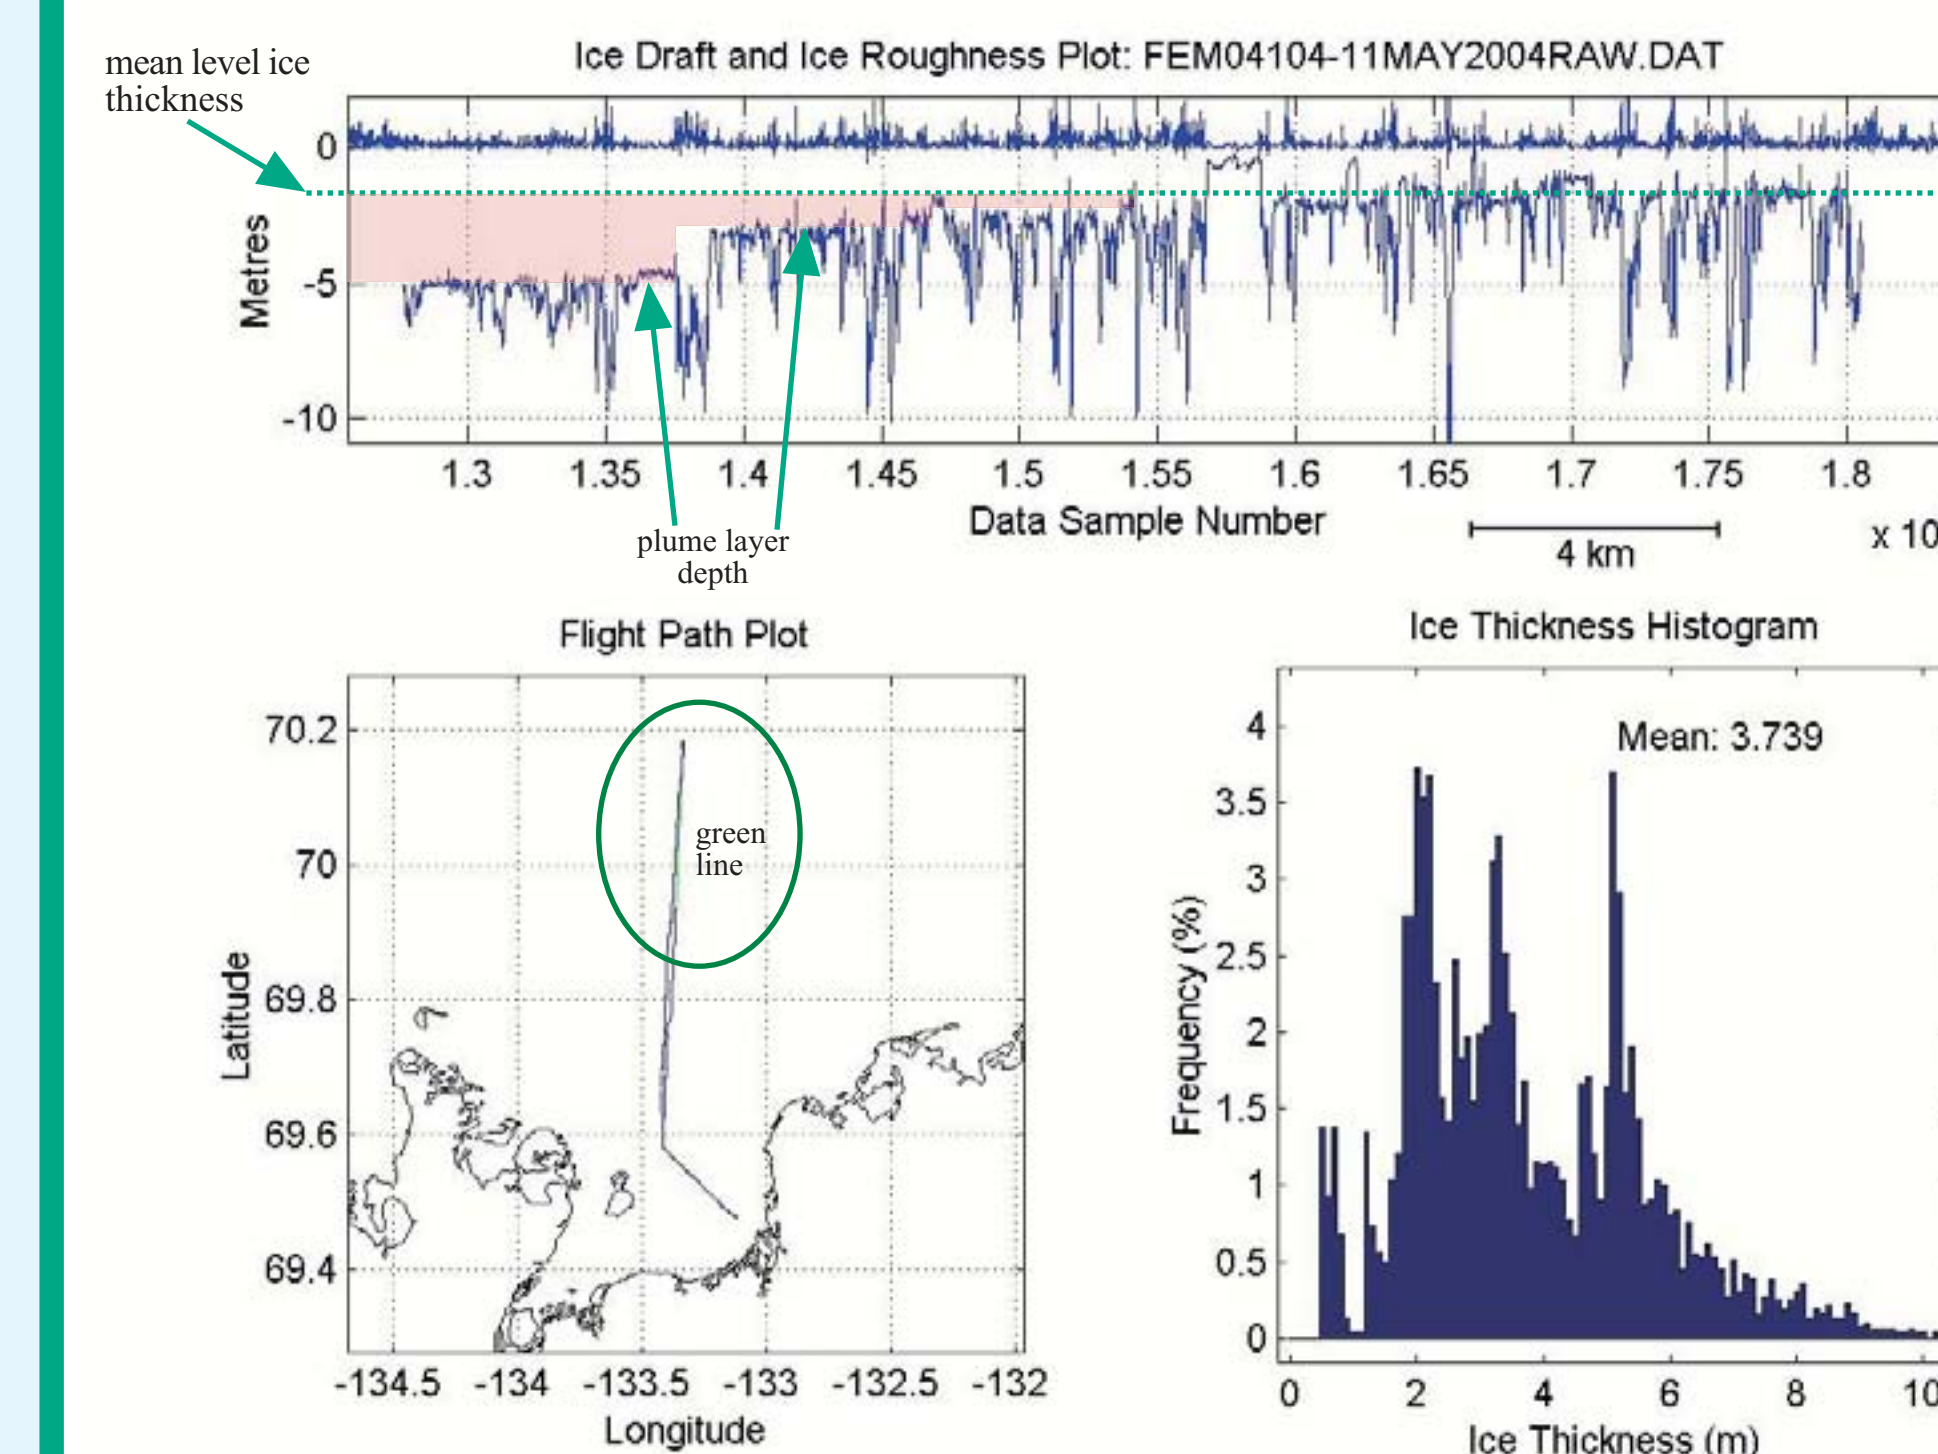 mean level ice
thickness
Ice Draft and Ice Roughness Plot: FEM04104-11MAY2004RAW.DAT
Metres
0
-5
-10
1.3 1.35 1.4 1.45 1.5 1.55 1.6 1.65 1.7 1.75 1.8
Data Sample Number
4 km
x 10
plume layer
depth
Flight Path Plot
Latitude
70.2
70
69.8
69.6
69.4
green
line
-134.5 -134 -133.5 -133 -132.5 -132
Longitude
Ice Thickness Histogram
Mean: 3.739
Frequency (%)
4
3.5
3
2.5
2
1.5
1
0.5
0
0 2 4 6 8 10
Ice Thickness (m)